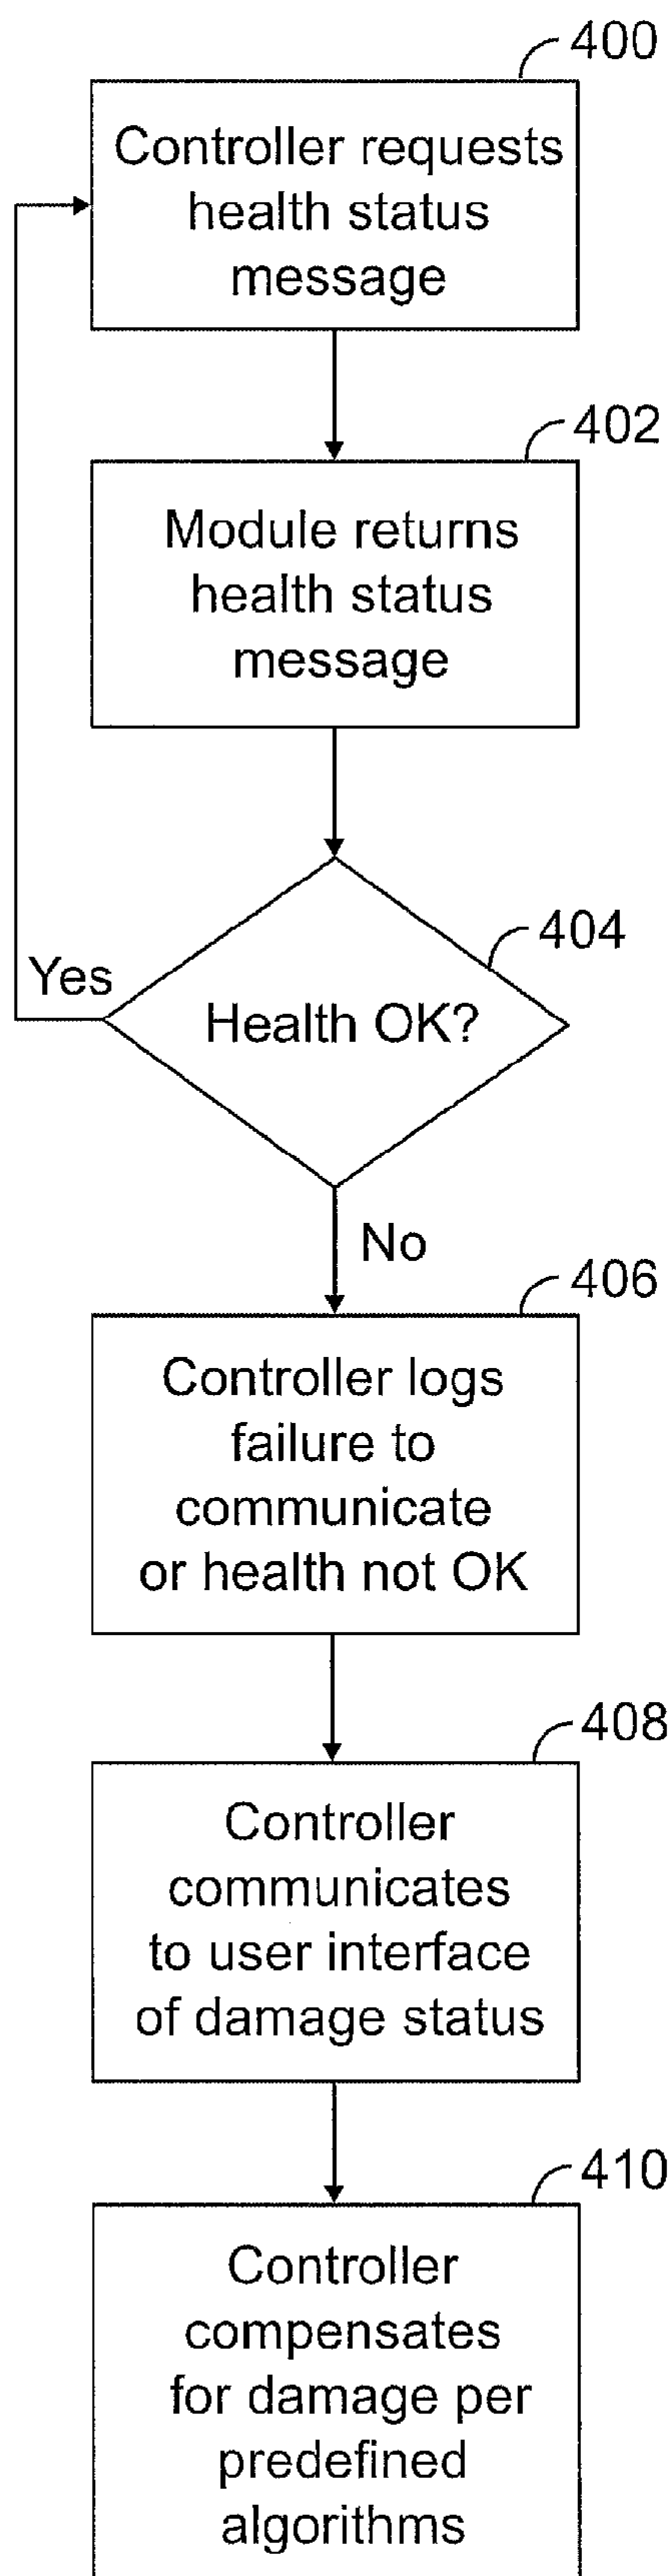 400
Controller requests
health status
message
402
Module returns
health status
message
404
Yes
Health OK?
No
406
Controller logs
failure to
communicate
or health not OK
408
Controller
communicates
to user interface
of damage status
410
Controller
compensates
for damage per
predefined
algorithms